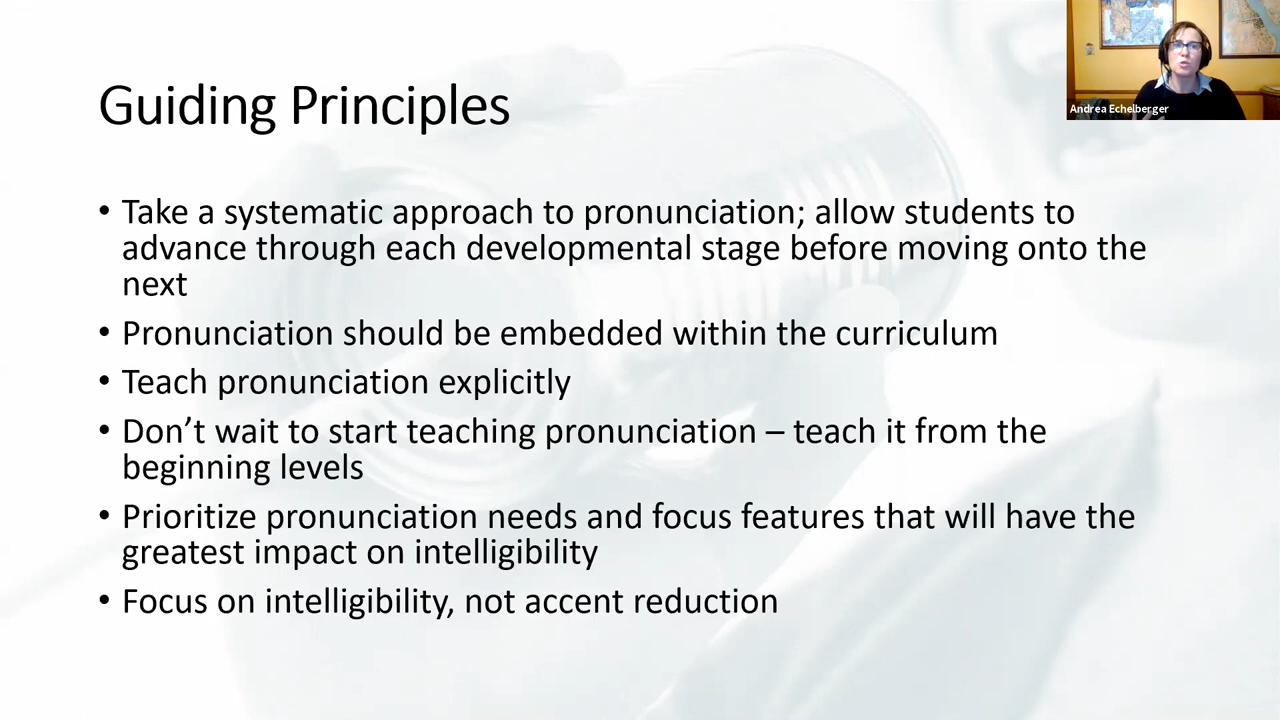 Guiding Principles
Andrea Echelberger
• Take a systematic approach to pronunciation; allow students to
advance through each developmental stage before moving onto the
next
• Pronunciation should be embedded within the curriculum
• Teach pronunciation explicitly
• Don’t wait to start teaching pronunciation – teach it from the
beginning levels
• Prioritize pronunciation needs and focus features that will have the
greatest impact on intelligibility
• Focus on intelligibility, not accent reduction